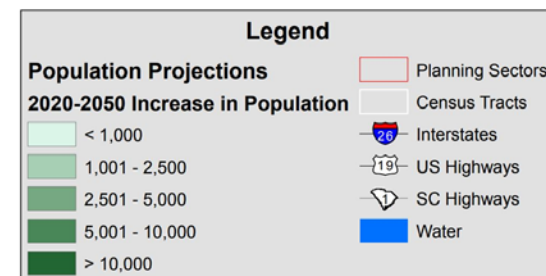 Legend
Population Projections
2020-2050 Increase in Population
< 1,000
1,001 - 2,500
2,501 - 5,000
5,001 - 10,000
> 10,000
Planning Sectors
Census Tracts
26 Interstates
19 US Highways
1 SC Highways
Water